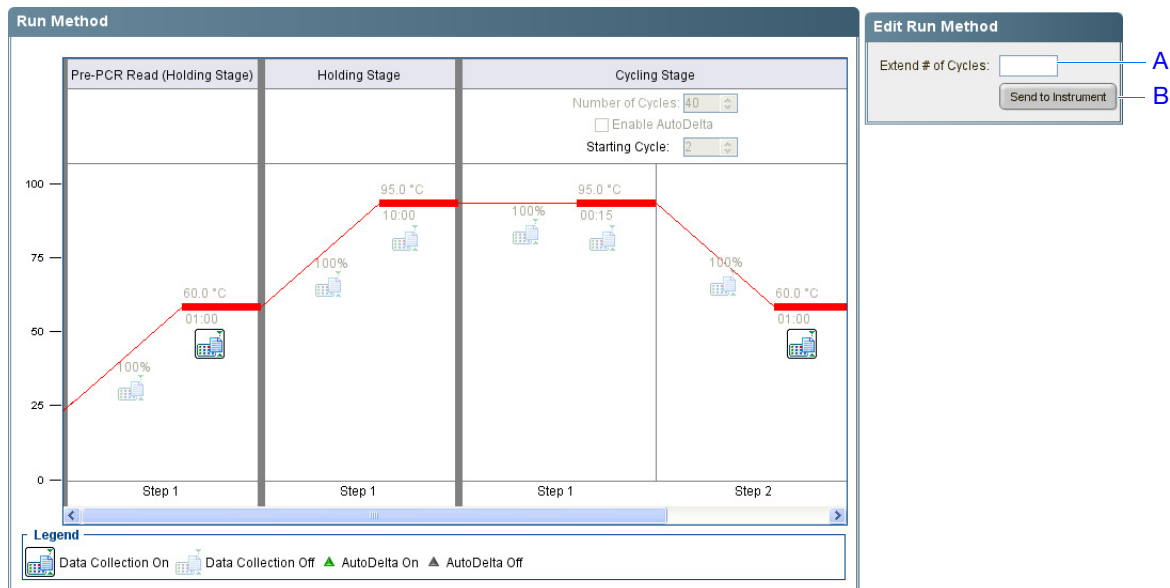 Run Method
Pre-PCR Read (Holding Stage)
Holding Stage
Cycling Stage
Number of Cycles: 40
Enable AutoDelta
Starting Cycle: 2
100
75
50
25
0
100%
60.0 °C
01:00
100%
95.0 °C
10:00
100%
95.0 °C
00:15
100%
60.0 °C
01:00
Step 1
Step 1
Step 1
Step 2
Legend
Data Collection On
Data Collection Off
AutoDelta On
AutoDelta Off
Edit Run Method
Extend # of Cycles:
A
Send to Instrument
B